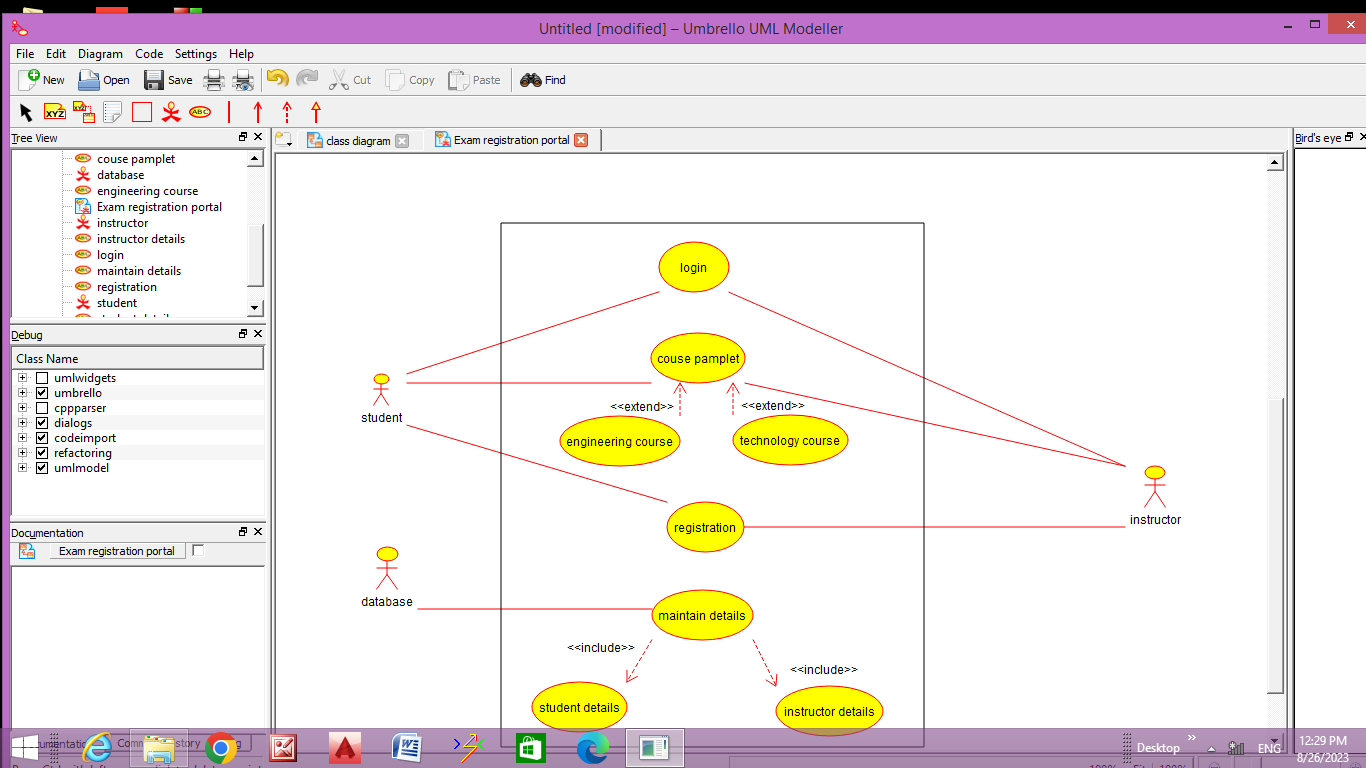 Untitled [modified] – Umbrello UML Modeller
File Edit Diagram Code Settings Help
New Open Save Cut Copy Paste Find
XYZ XYZ ABC
Tree View
class diagram Exam registration portal
Bird's eye
couse pamplet
database
engineering course
Exam registration portal
instructor
instructor details
login
maintain details
registration
student
Debug
Class Name
umlwidgets
umbrello
cppparser
dialogs
codeimport
refactoring
umlmodel
Documentation
Exam registration portal
login
couse pamplet
<<extend>> <<extend>>
engineering course technology course
student
registration
instructor
database
maintain details
<<include>>
<<include>>
student details
instructor details
Desktop
ENG
12:29 PM
8/26/2023